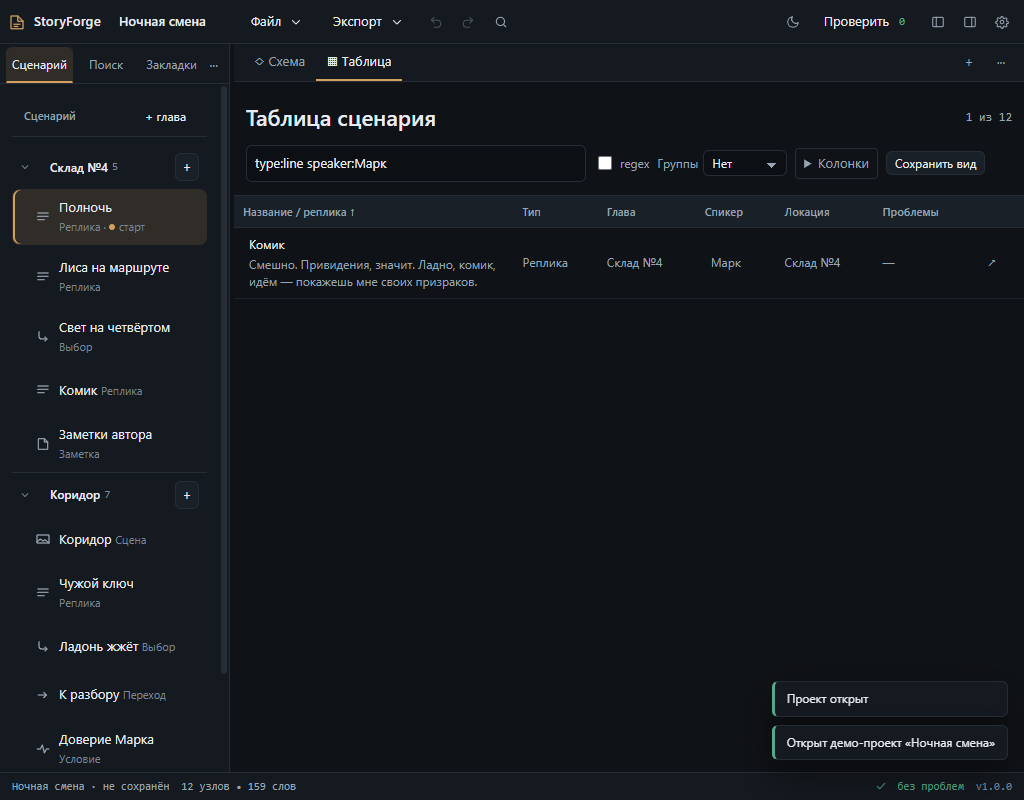 StoryForge Ночная смена Файл Экспорт Проверить 0
Сценарий Поиск Закладки ...
Схема Таблица + ...
Сценарий + глава
Таблица сценария 1 из 12
type:line speaker:Марк regex Группы Нет Колонки Сохранить вид
Название / реплика ↑ Тип Глава Спикер Локация Проблемы
Комик
Смешно. Привидения, значит. Ладно, комик,
идём — покажешь мне своих призраков.
Реплика Склад №4 Марк Склад №4 — ↗
Склад №4 5 +
Полночь
Реплика · старт
Лиса на маршруте
Реплика
Свет на четвёртом
Выбор
Комик Реплика
Заметки автора
Заметка
Коридор 7 +
Коридор Сцена
Чужой ключ
Реплика
Ладонь жжёт Выбор
К разбору Переход
Доверие Марка
Условие
Проект открыт
Открыт демо-проект «Ночная смена»
Ночная смена · не сохранён 12 узлов • 159 слов
без проблем v1.0.0